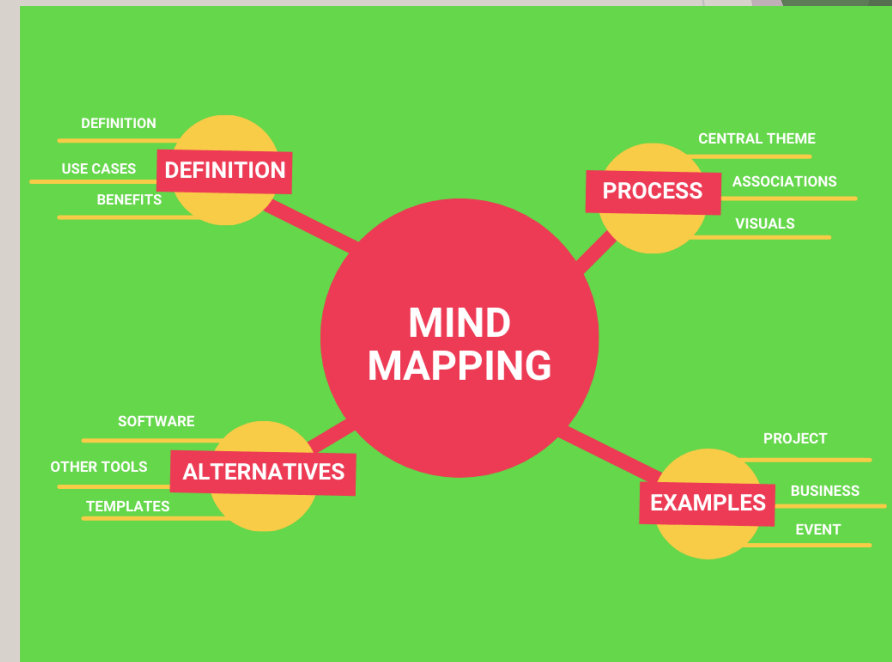 DEFINITION
USE CASES
BENEFITS
DEFINITION
CENTRAL THEME
ASSOCIATIONS
VISUALS
PROCESS
MIND
MAPPING
SOFTWARE
OTHER TOOLS
TEMPLATES
ALTERNATIVES
PROJECT
BUSINESS
EVENT
EXAMPLES